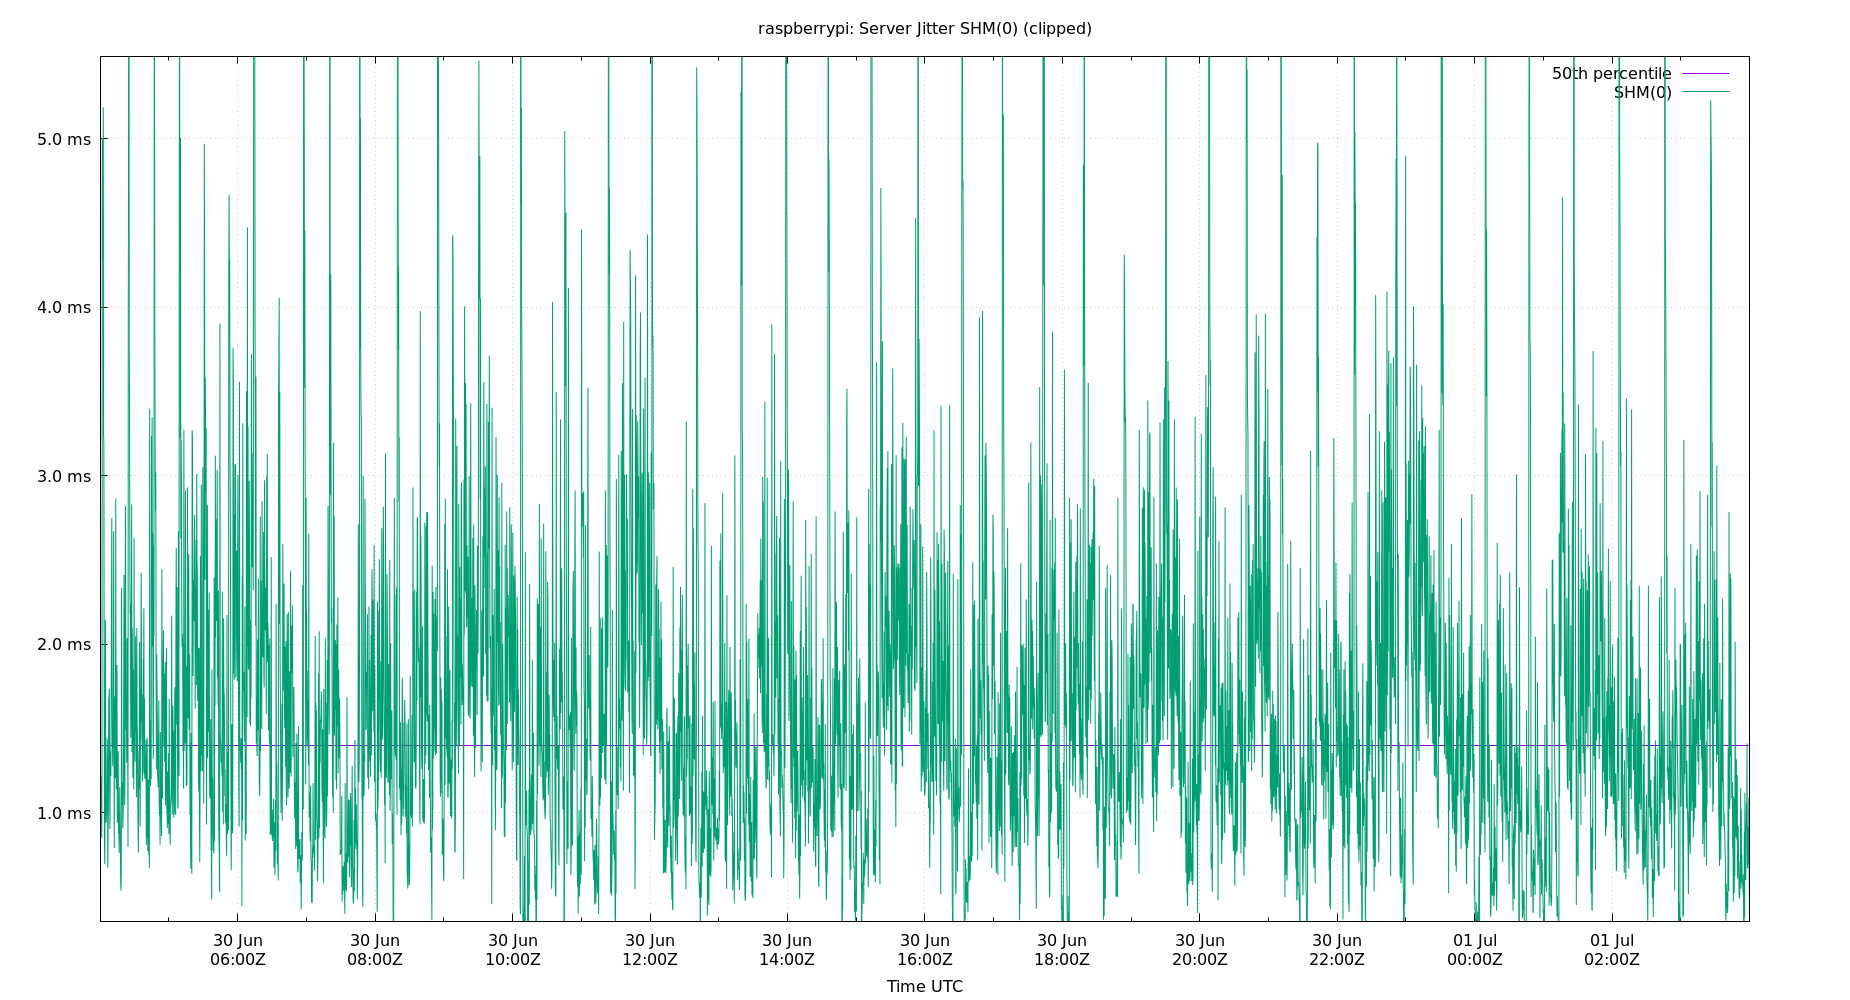 raspberrypi: Server Jitter SHM(0) (clipped)
50th percentile
SHM(0)
5.0 ms
4.0 ms
3.0 ms
2.0 ms
1.0 ms
30 Jun 30 Jun 30 Jun 30 Jun 30 Jun 30 Jun 30 Jun 30 Jun 30 Jun 01 Jul 01 Jul
06:00Z 08:00Z 10:00Z 12:00Z 14:00Z 16:00Z 18:00Z 20:00Z 22:00Z 00:00Z 02:00Z
Time UTC